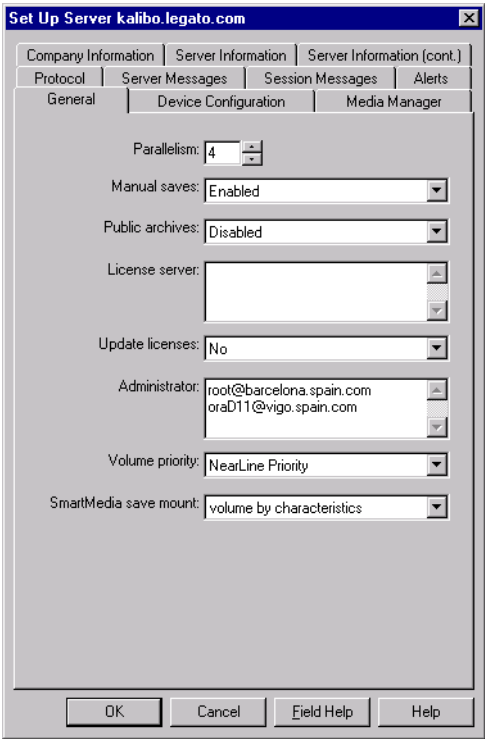 Set Up Server kalibo.legato.com
Company Information Server Information Server Information (cont.)
Protocol Server Messages Session Messages Alerts
General Device Configuration Media Manager
Parallelism: 4
Manual saves: Enabled
Public archives: Disabled
License server:
Update licenses: No
Administrator: root@barcelona.spain.com
oraD11@vigo.spain.com
Volume priority: NearLine Priority
SmartMedia save mount: volume by characteristics
OK Cancel Field Help Help